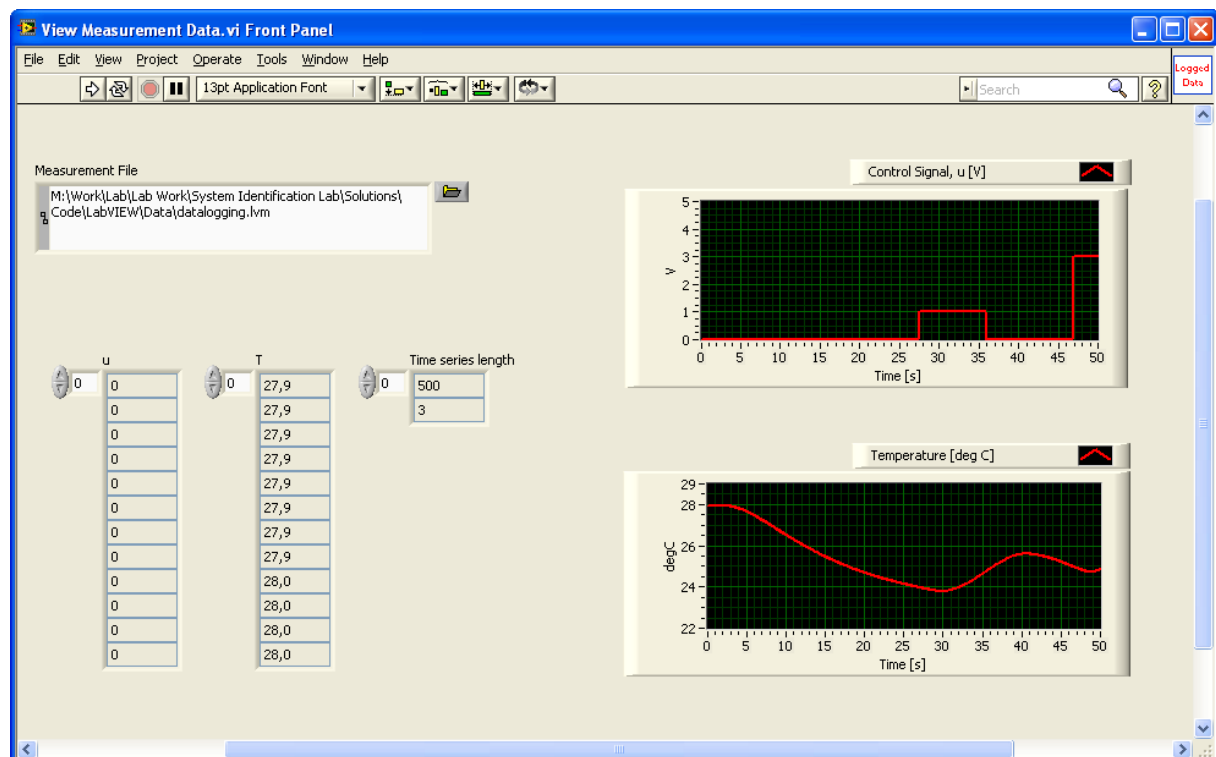 View Measurement Data.vi Front Panel
File Edit View Project Operate Tools Window Help
13pt Application Font
Search
Logged
Data
Measurement File
M:\Work\Lab\Lab Work\System Identification Lab\Solutions\
Code\LabVIEW\Data\datalogging.lvm
Control Signal, u [V]
5
4
3
2
1
0
V
0 5 10 15 20 25 30 35 40 45 50
Time [s]
u T Time series length
0 0 0 27,9 0 500
0 27,9 3
0 27,9
0 27,9
0 27,9
0 27,9
0 27,9
0 27,9
0 28,0
0 28,0
0 28,0
0 28,0
Temperature [deg C]
29
28
26
24
22
degC
0 5 10 15 20 25 30 35 40 45 50
Time [s]